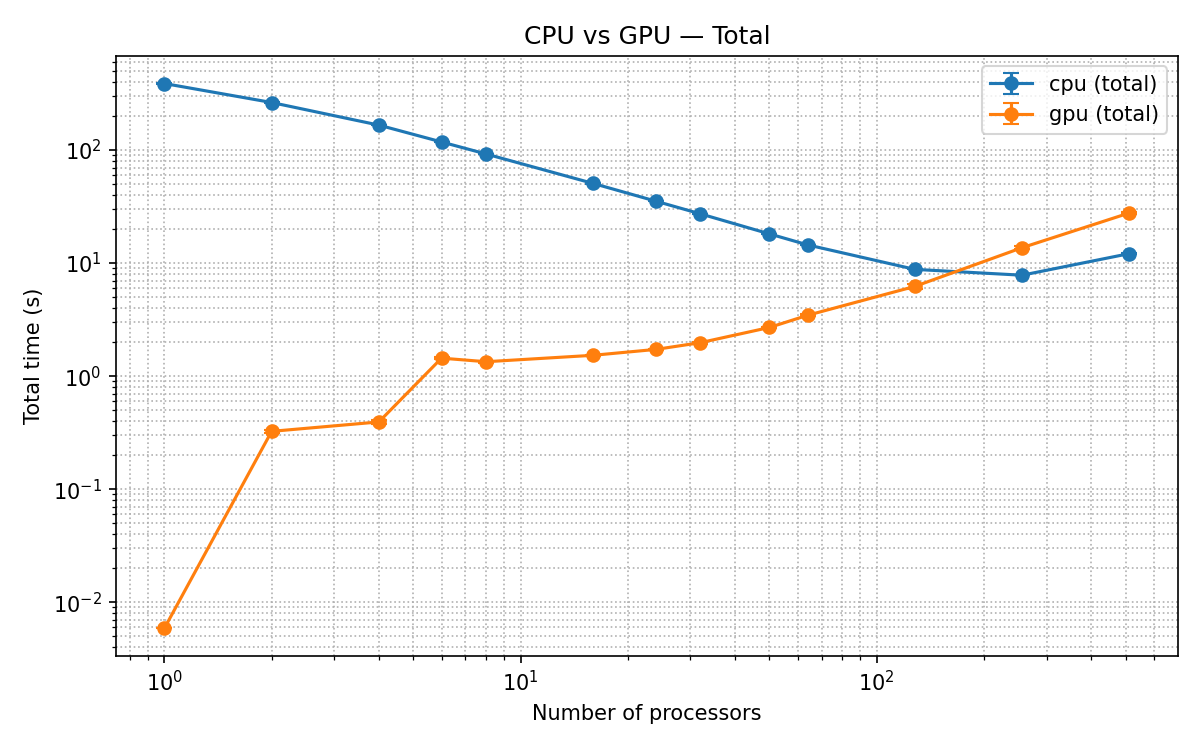 CPU vs GPU — Total
cpu (total)
gpu (total)
Total time (s)
10²
10¹
10⁰
10⁻¹
10⁻²
10⁰ 10¹ 10²
Number of processors